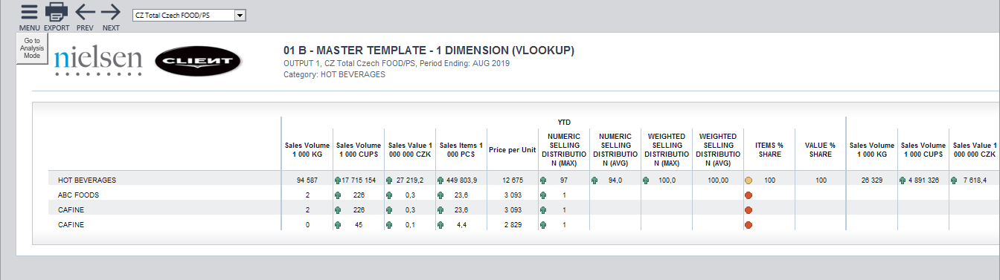 CZ Total Czech FOOD/PS
MENU EXPORT PREV NEXT
Go to
Analysis
Mode
nielsen
CLIENT
01 B - MASTER TEMPLATE - 1 DIMENSION (VLOOKUP)
OUTPUT 1, CZ Total Czech FOOD/PS, Period Ending: AUG 2019
Category: HOT BEVERAGES
YTD
Sales Volume 1 000 KG
Sales Volume 1 000 CUPS
Sales Value 1 000 000 CZK
Sales Items 1 000 PCS
Price per Unit
NUMERIC SELLING DISTRIBUTIO N (MAX)
NUMERIC SELLING DISTRIBUTIO N (AVG)
WEIGHTED SELLING DISTRIBUTIO N (MAX)
WEIGHTED SELLING DISTRIBUTIO N (AVG)
ITEMS % SHARE
VALUE % SHARE
Sales Volume 1 000 KG
Sales Volume 1 000 CUPS
Sales Value 1 000 000 CZK
HOT BEVERAGES 94 587 17 715 154 27 219,2 449 803,9 12 675 97 94,0 100,0 100,00 100 100 26 329 4 891 326 7 618,4
ABC FOODS 2 226 0,3 23,6 3 093 1
CAFINE 2 226 0,3 23,6 3 093 1
CAFINE 0 45 0,1 4,4 2 829 1